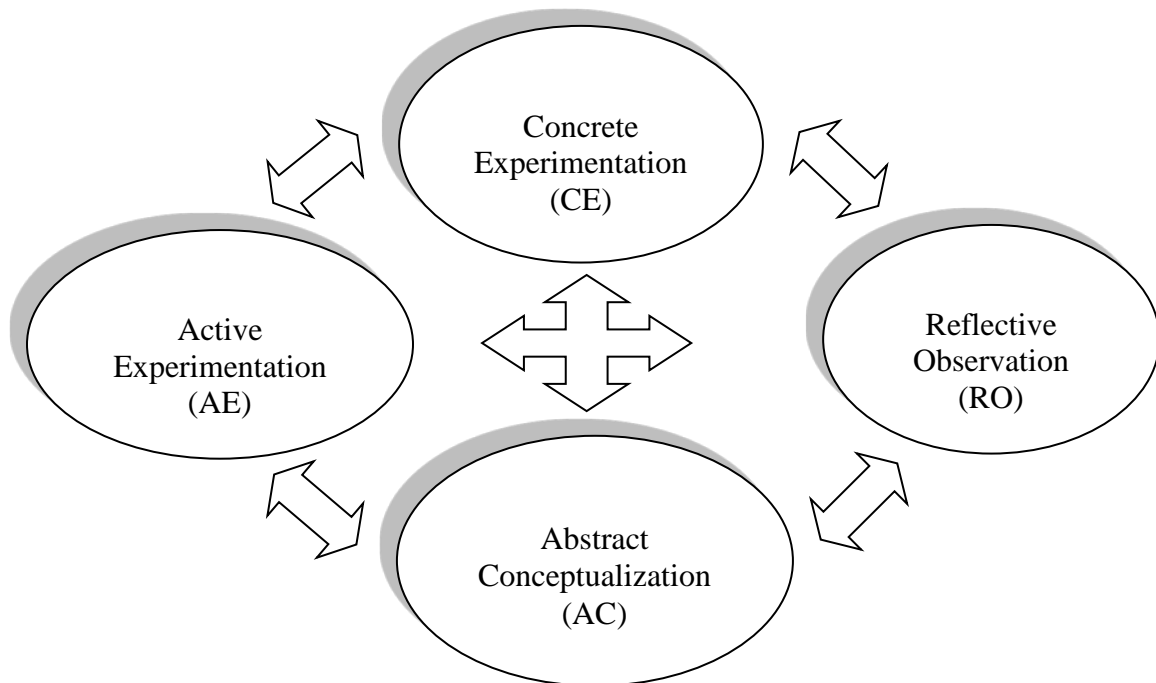 Concrete
Experimentation
(CE)
Active
Experimentation
(AE)
Reflective
Observation
(RO)
Abstract
Conceptualization
(AC)